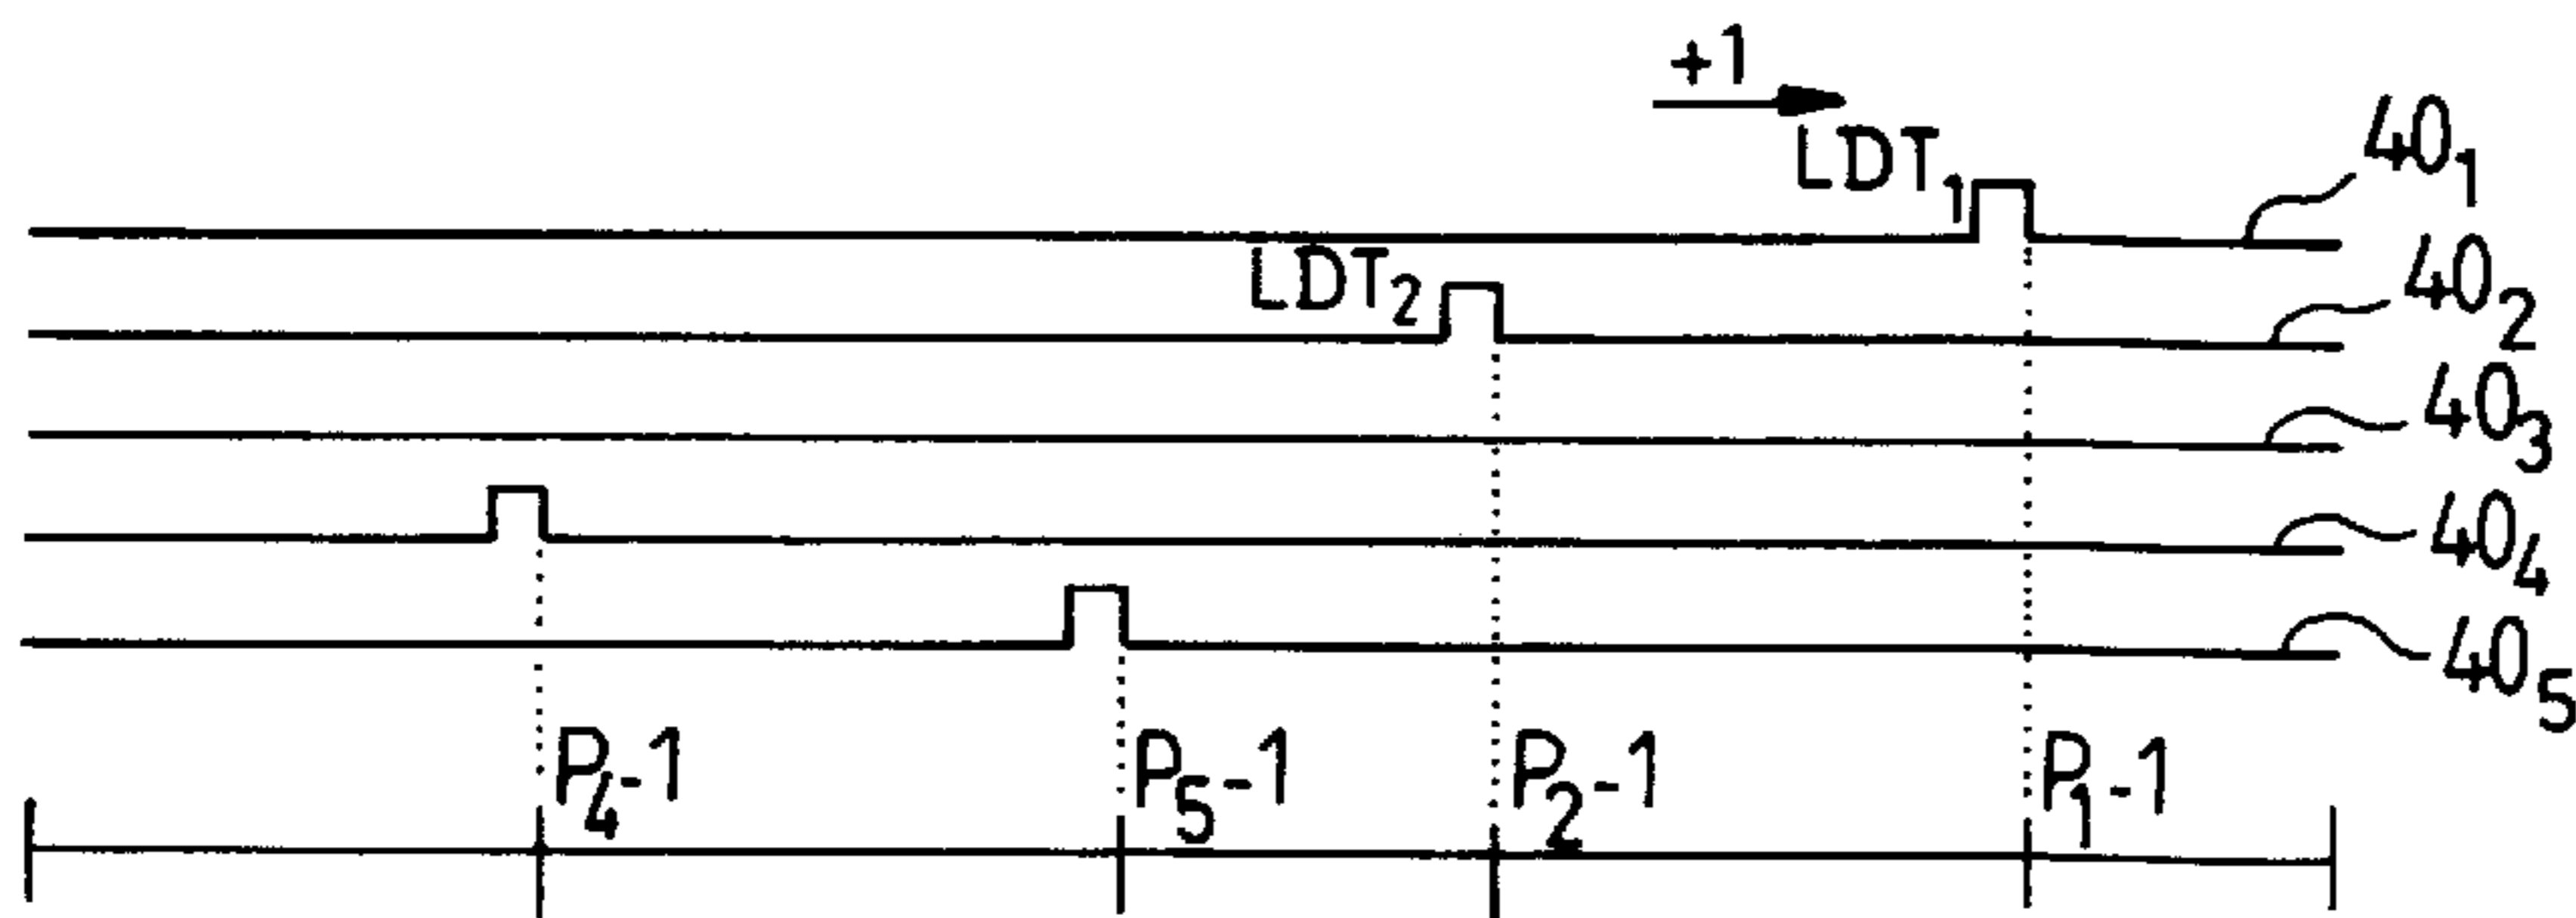 +1
LDT₁
40₁
LDT₂
40₂
40₃
40₄
40₅
P₄-1
P₅-1
P₂-1
P₁-1